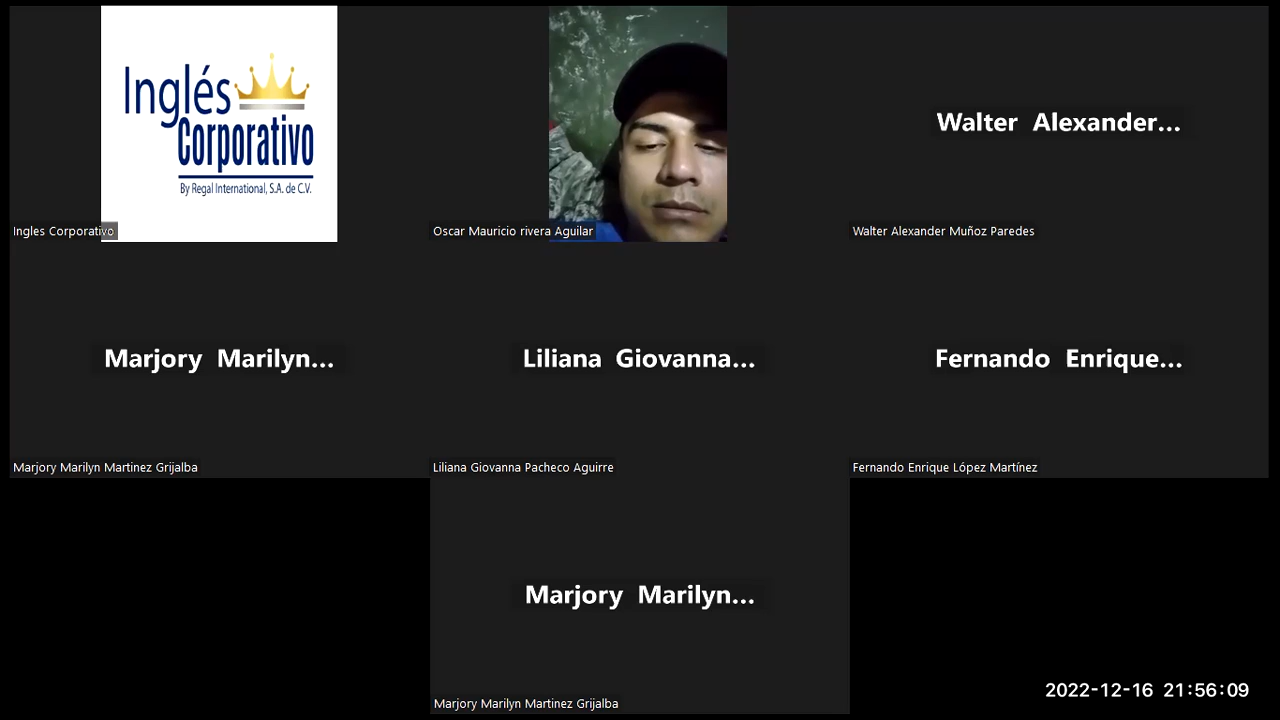 Inglés
Corporativo
By Regal International, S.A. de C.V.
Ingles Corporativo
Oscar Mauricio rivera Aguilar
Walter Alexander...
Walter Alexander Muñoz Paredes
Marjory Marilyn...
Marjory Marilyn Martinez Grijalba
Liliana Giovanna...
Liliana Giovanna Pacheco Aguirre
Fernando Enrique...
Fernando Enrique López Martínez
Marjory Marilyn...
Marjory Marilyn Martinez Grijalba
2022-12-16 21:56:09